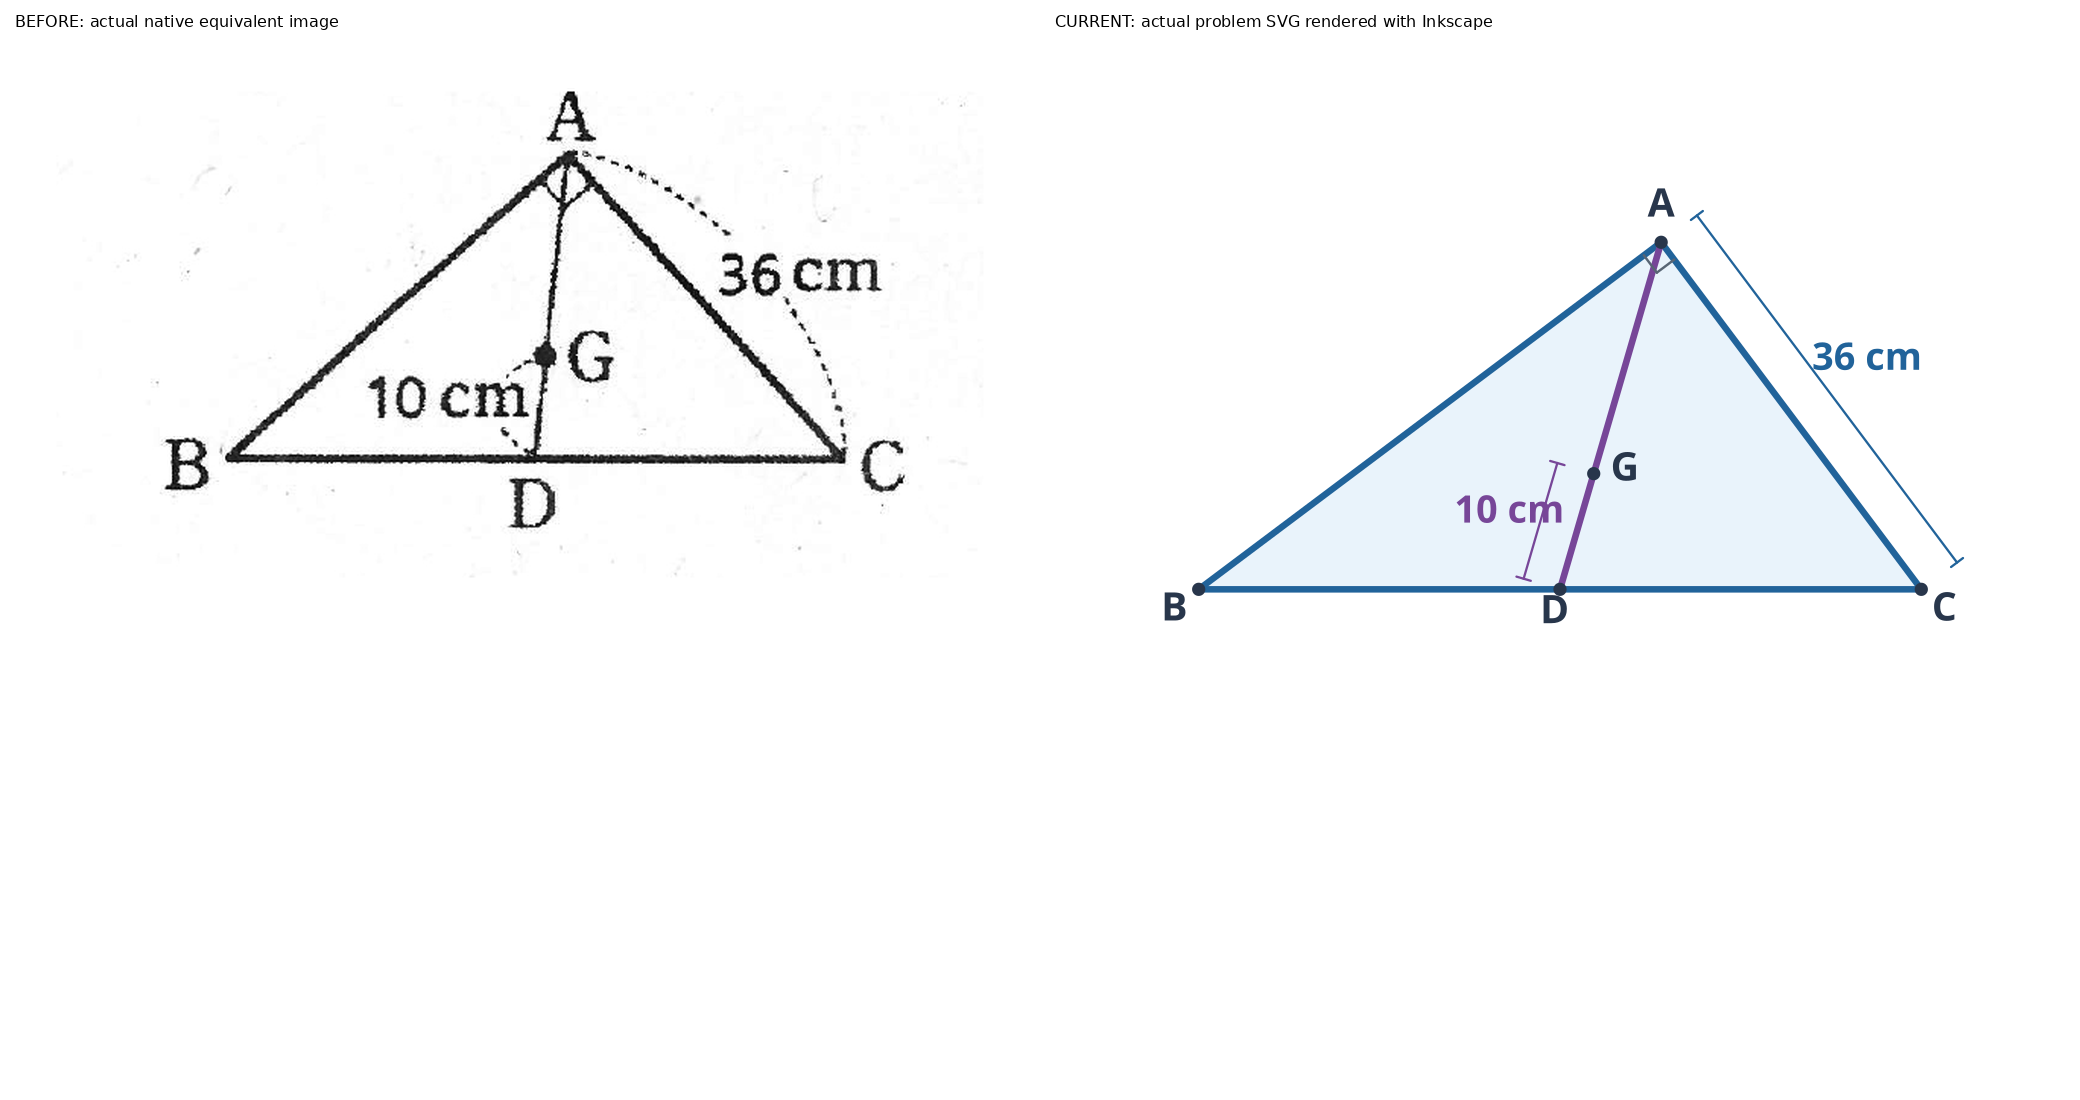 BEFORE: actual native equivalent image
A
36 cm
G
10 cm
B
C
D
CURRENT: actual problem SVG rendered with Inkscape
A
36 cm
G
10 cm
B
D
C